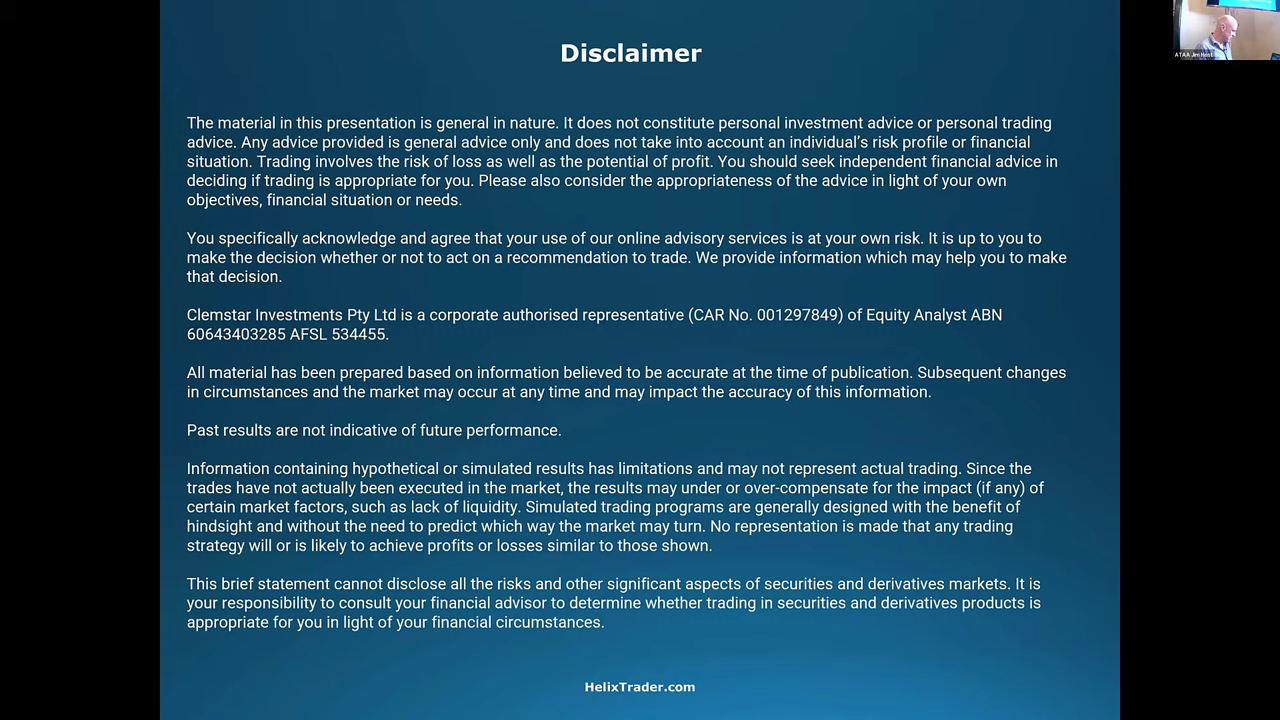 Disclaimer
ATAA Jim Host
The material in this presentation is general in nature. It does not constitute personal investment advice or personal trading
advice. Any advice provided is general advice only and does not take into account an individual’s risk profile or financial
situation. Trading involves the risk of loss as well as the potential of profit. You should seek independent financial advice in
deciding if trading is appropriate for you. Please also consider the appropriateness of the advice in light of your own
objectives, financial situation or needs.
You specifically acknowledge and agree that your use of our online advisory services is at your own risk. It is up to you to
make the decision whether or not to act on a recommendation to trade. We provide information which may help you to make
that decision.
Clemstar Investments Pty Ltd is a corporate authorised representative (CAR No. 001297849) of Equity Analyst ABN
60643403285 AFSL 534455.
All material has been prepared based on information believed to be accurate at the time of publication. Subsequent changes
in circumstances and the market may occur at any time and may impact the accuracy of this information.
Past results are not indicative of future performance.
Information containing hypothetical or simulated results has limitations and may not represent actual trading. Since the
trades have not actually been executed in the market, the results may under or over-compensate for the impact (if any) of
certain market factors, such as lack of liquidity. Simulated trading programs are generally designed with the benefit of
hindsight and without the need to predict which way the market may turn. No representation is made that any trading
strategy will or is likely to achieve profits or losses similar to those shown.
This brief statement cannot disclose all the risks and other significant aspects of securities and derivatives markets. It is
your responsibility to consult your financial advisor to determine whether trading in securities and derivatives products is
appropriate for you in light of your financial circumstances.
HelixTrader.com